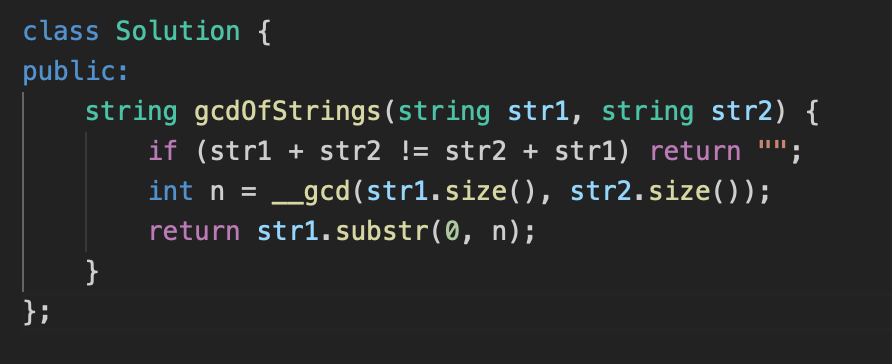 class Solution {
public:
    string gcdOfStrings(string str1, string str2) {
        if (str1 + str2 != str2 + str1) return "";
        int n = __gcd(str1.size(), str2.size());
        return str1.substr(0, n);
    }
};